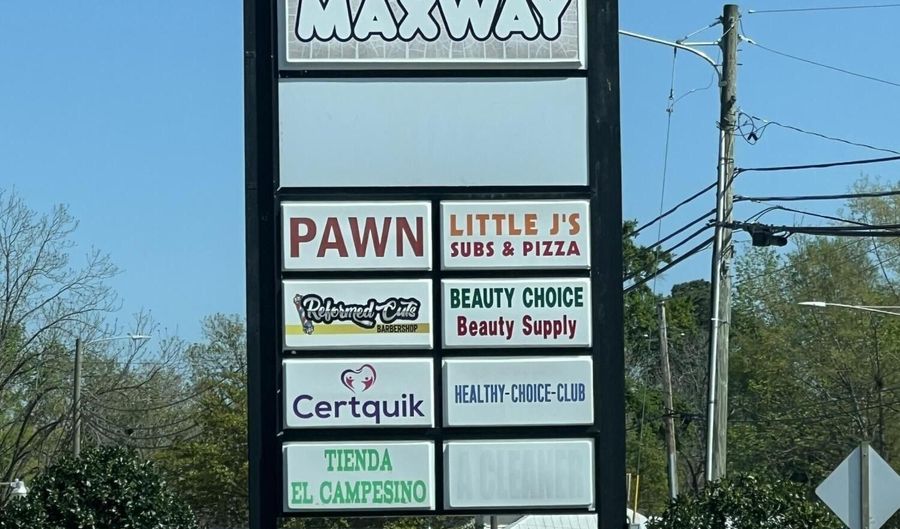 MAXWAY
PAWN
LITTLE J'S
SUBS & PIZZA
Reformed Cuts
BARBERSHOP
BEAUTY CHOICE
Beauty Supply
Certquik
HEALTHY-CHOICE-CLUB
TIENDA
EL CAMPESINO
A CLEANER